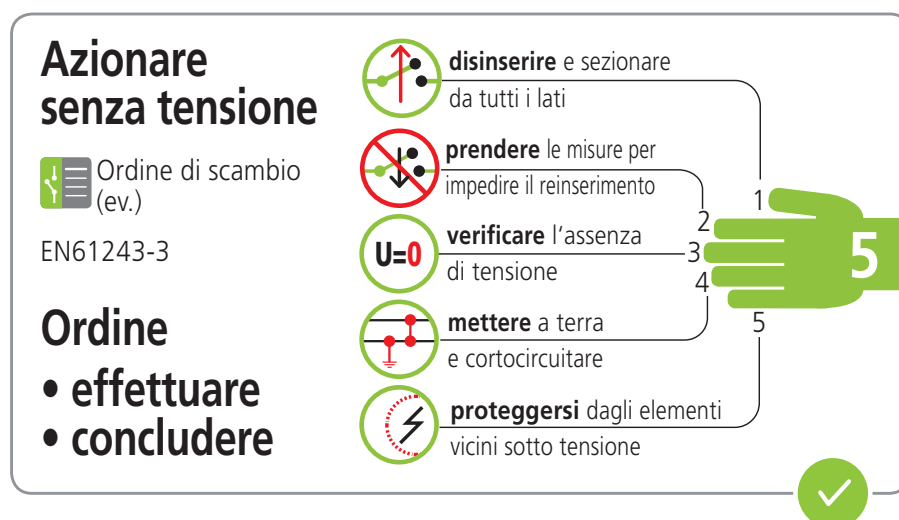 Azionare
senza tensione
Ordine di scambio
(ev.)
EN61243-3
Ordine
• effettuare
• concludere
disinserire e sezionare
da tutti i lati
prendere le misure per
impedire il reinserimento
U=0
verificare l‘assenza
di tensione
mettere a terra
e cortocircuitare
proteggersi dagli elementi
vicini sotto tensione
1
2
3
4
5
5